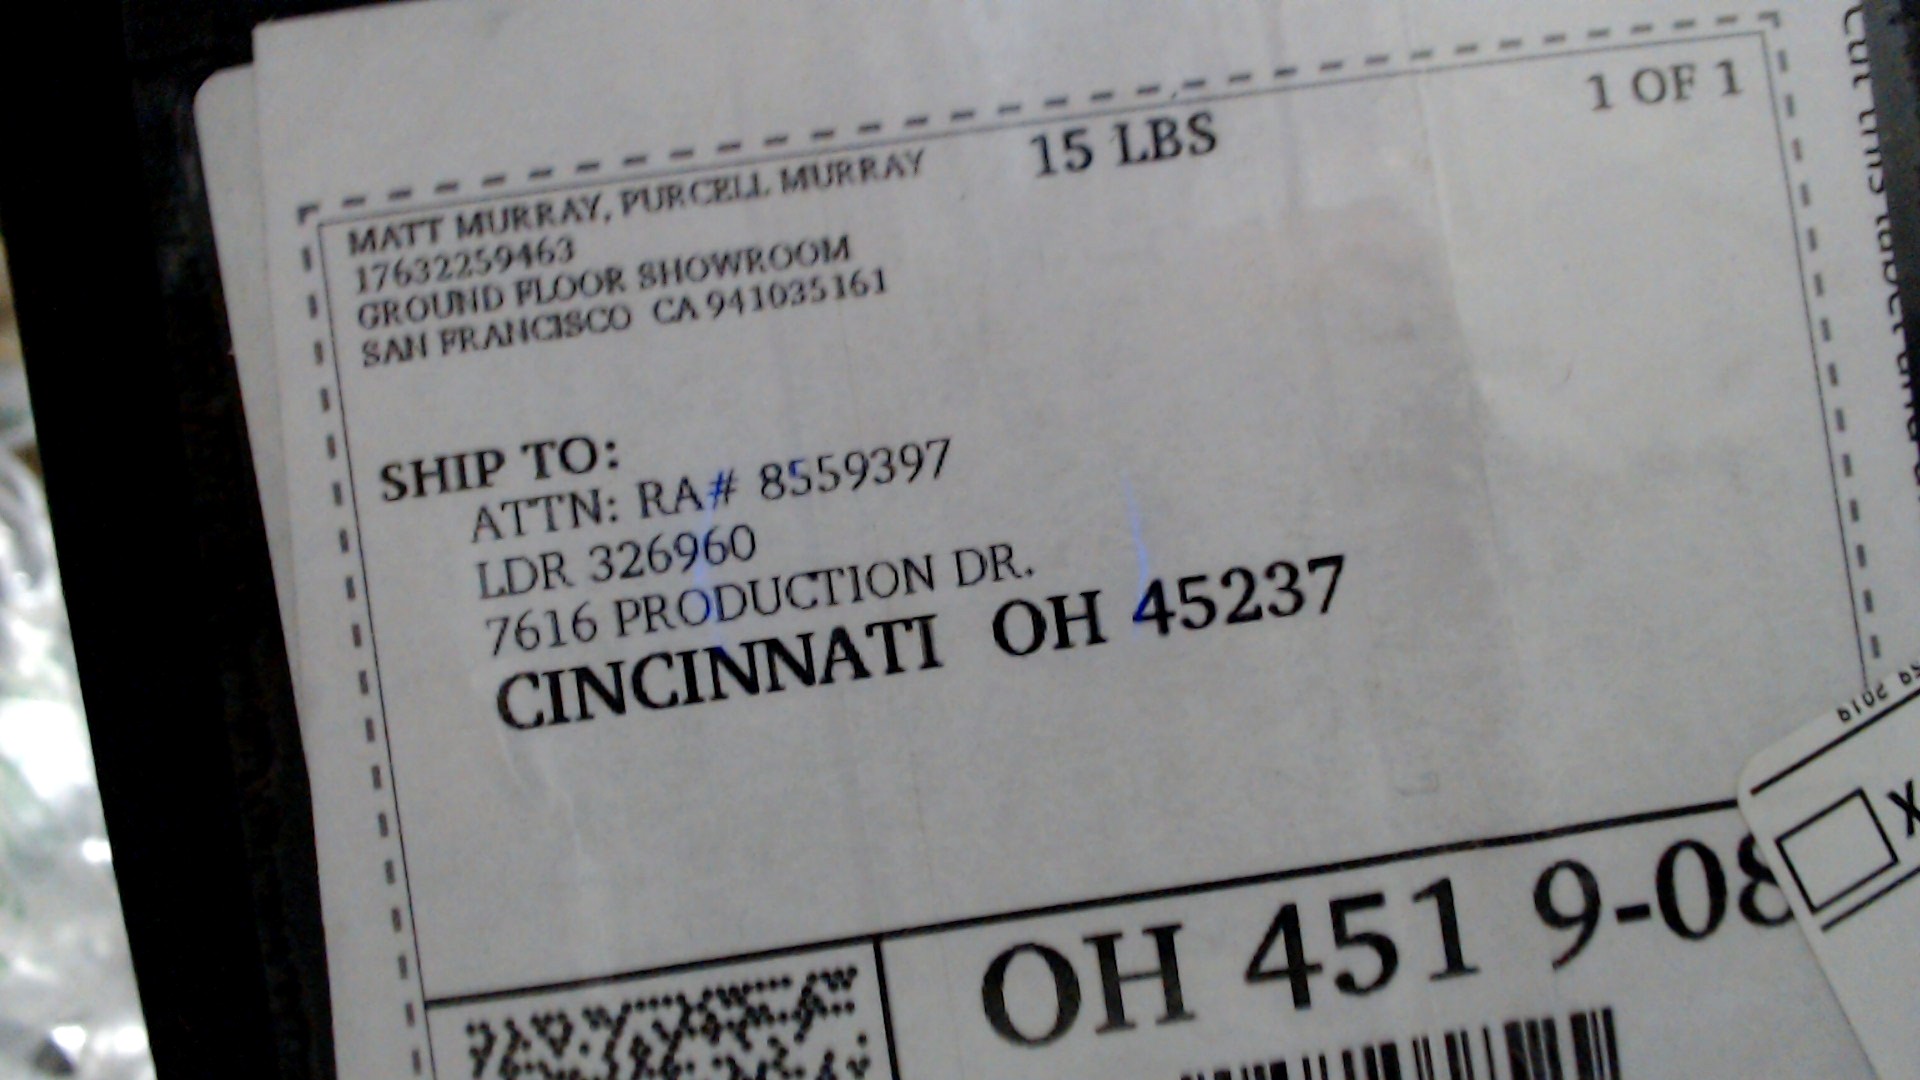 1 OF 1
15 LBS
MATT MURRAY, PURCELL MURRAY
17632259463
GROUND FLOOR SHOWROOM
SAN FRANCISCO CA 941035161
SHIP TO:
ATTN: RA# 8559397
LDR 326960
7616 PRODUCTION DR.
CINCINNATI OH 45237
OH 451 9-08
2019
X